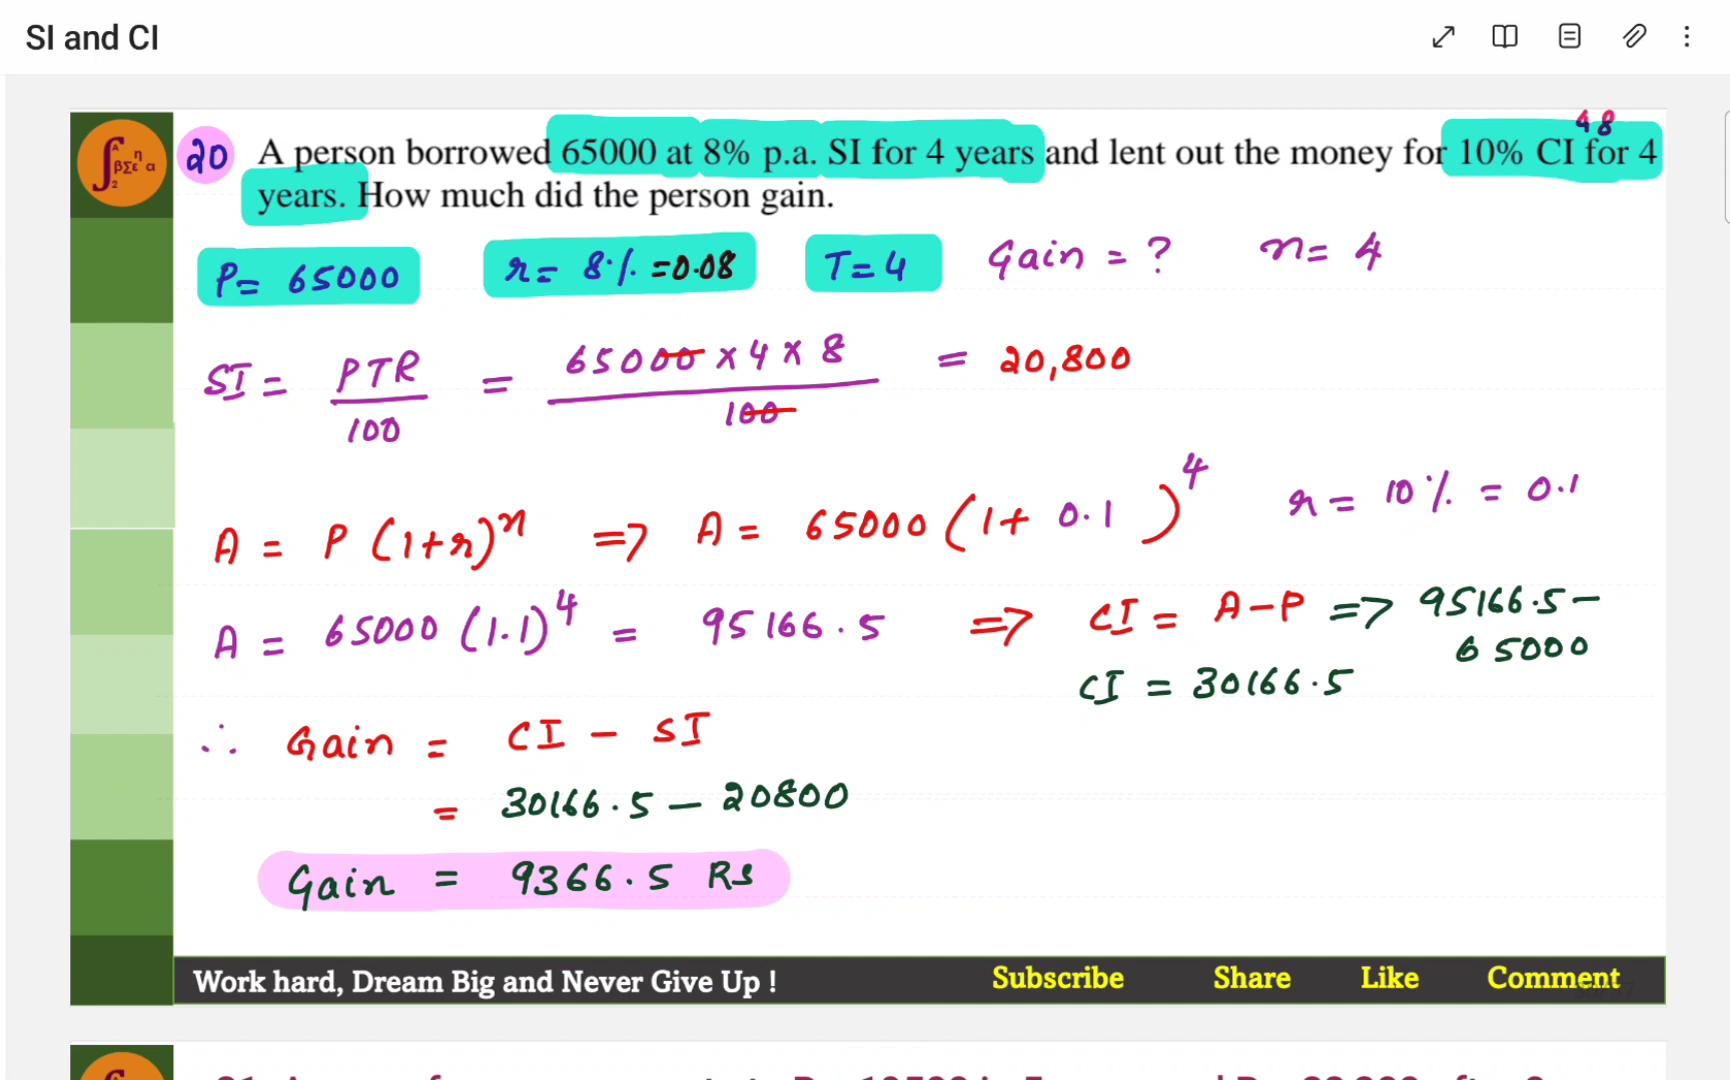 SI and CI
48
20 A person borrowed 65000 at 8% p.a. SI for 4 years and lent out the money for 10% CI for 4
years. How much did the person gain.
P= 65000 r= 8% =0.08 T=4 Gain = ? n= 4
SI = PTR/100 = 65000 x 4 x 8/100 = 20,800
A = P (1+r)^n => A = 65000 (1+ 0.1)^4 r = 10% = 0.1
A = 65000 (1.1)^4 = 95166.5 => CI = A-P => 95166.5 -
65000
CI = 30166.5
∴ Gain = CI - SI
= 30166.5 - 20800
Gain = 9366.5 Rs
Work hard, Dream Big and Never Give Up ! Subscribe Share Like Comment